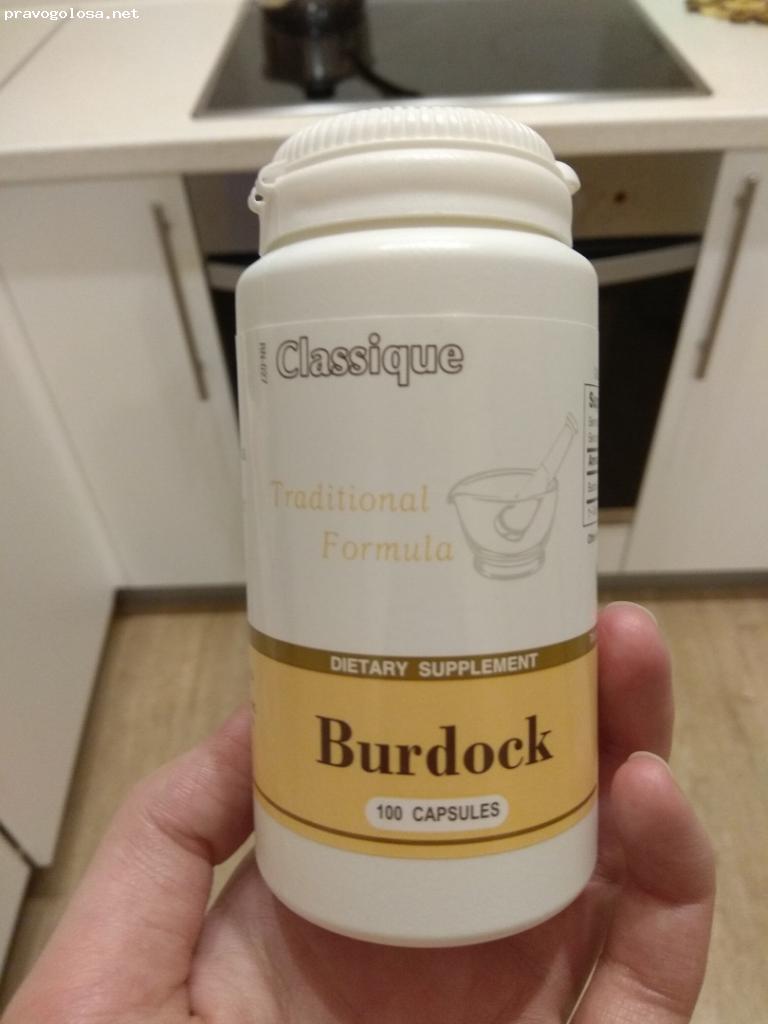 pravogolosa.net
Classique
Traditional
Formula
DIETARY SUPPLEMENT
Burdock
100 CAPSULES